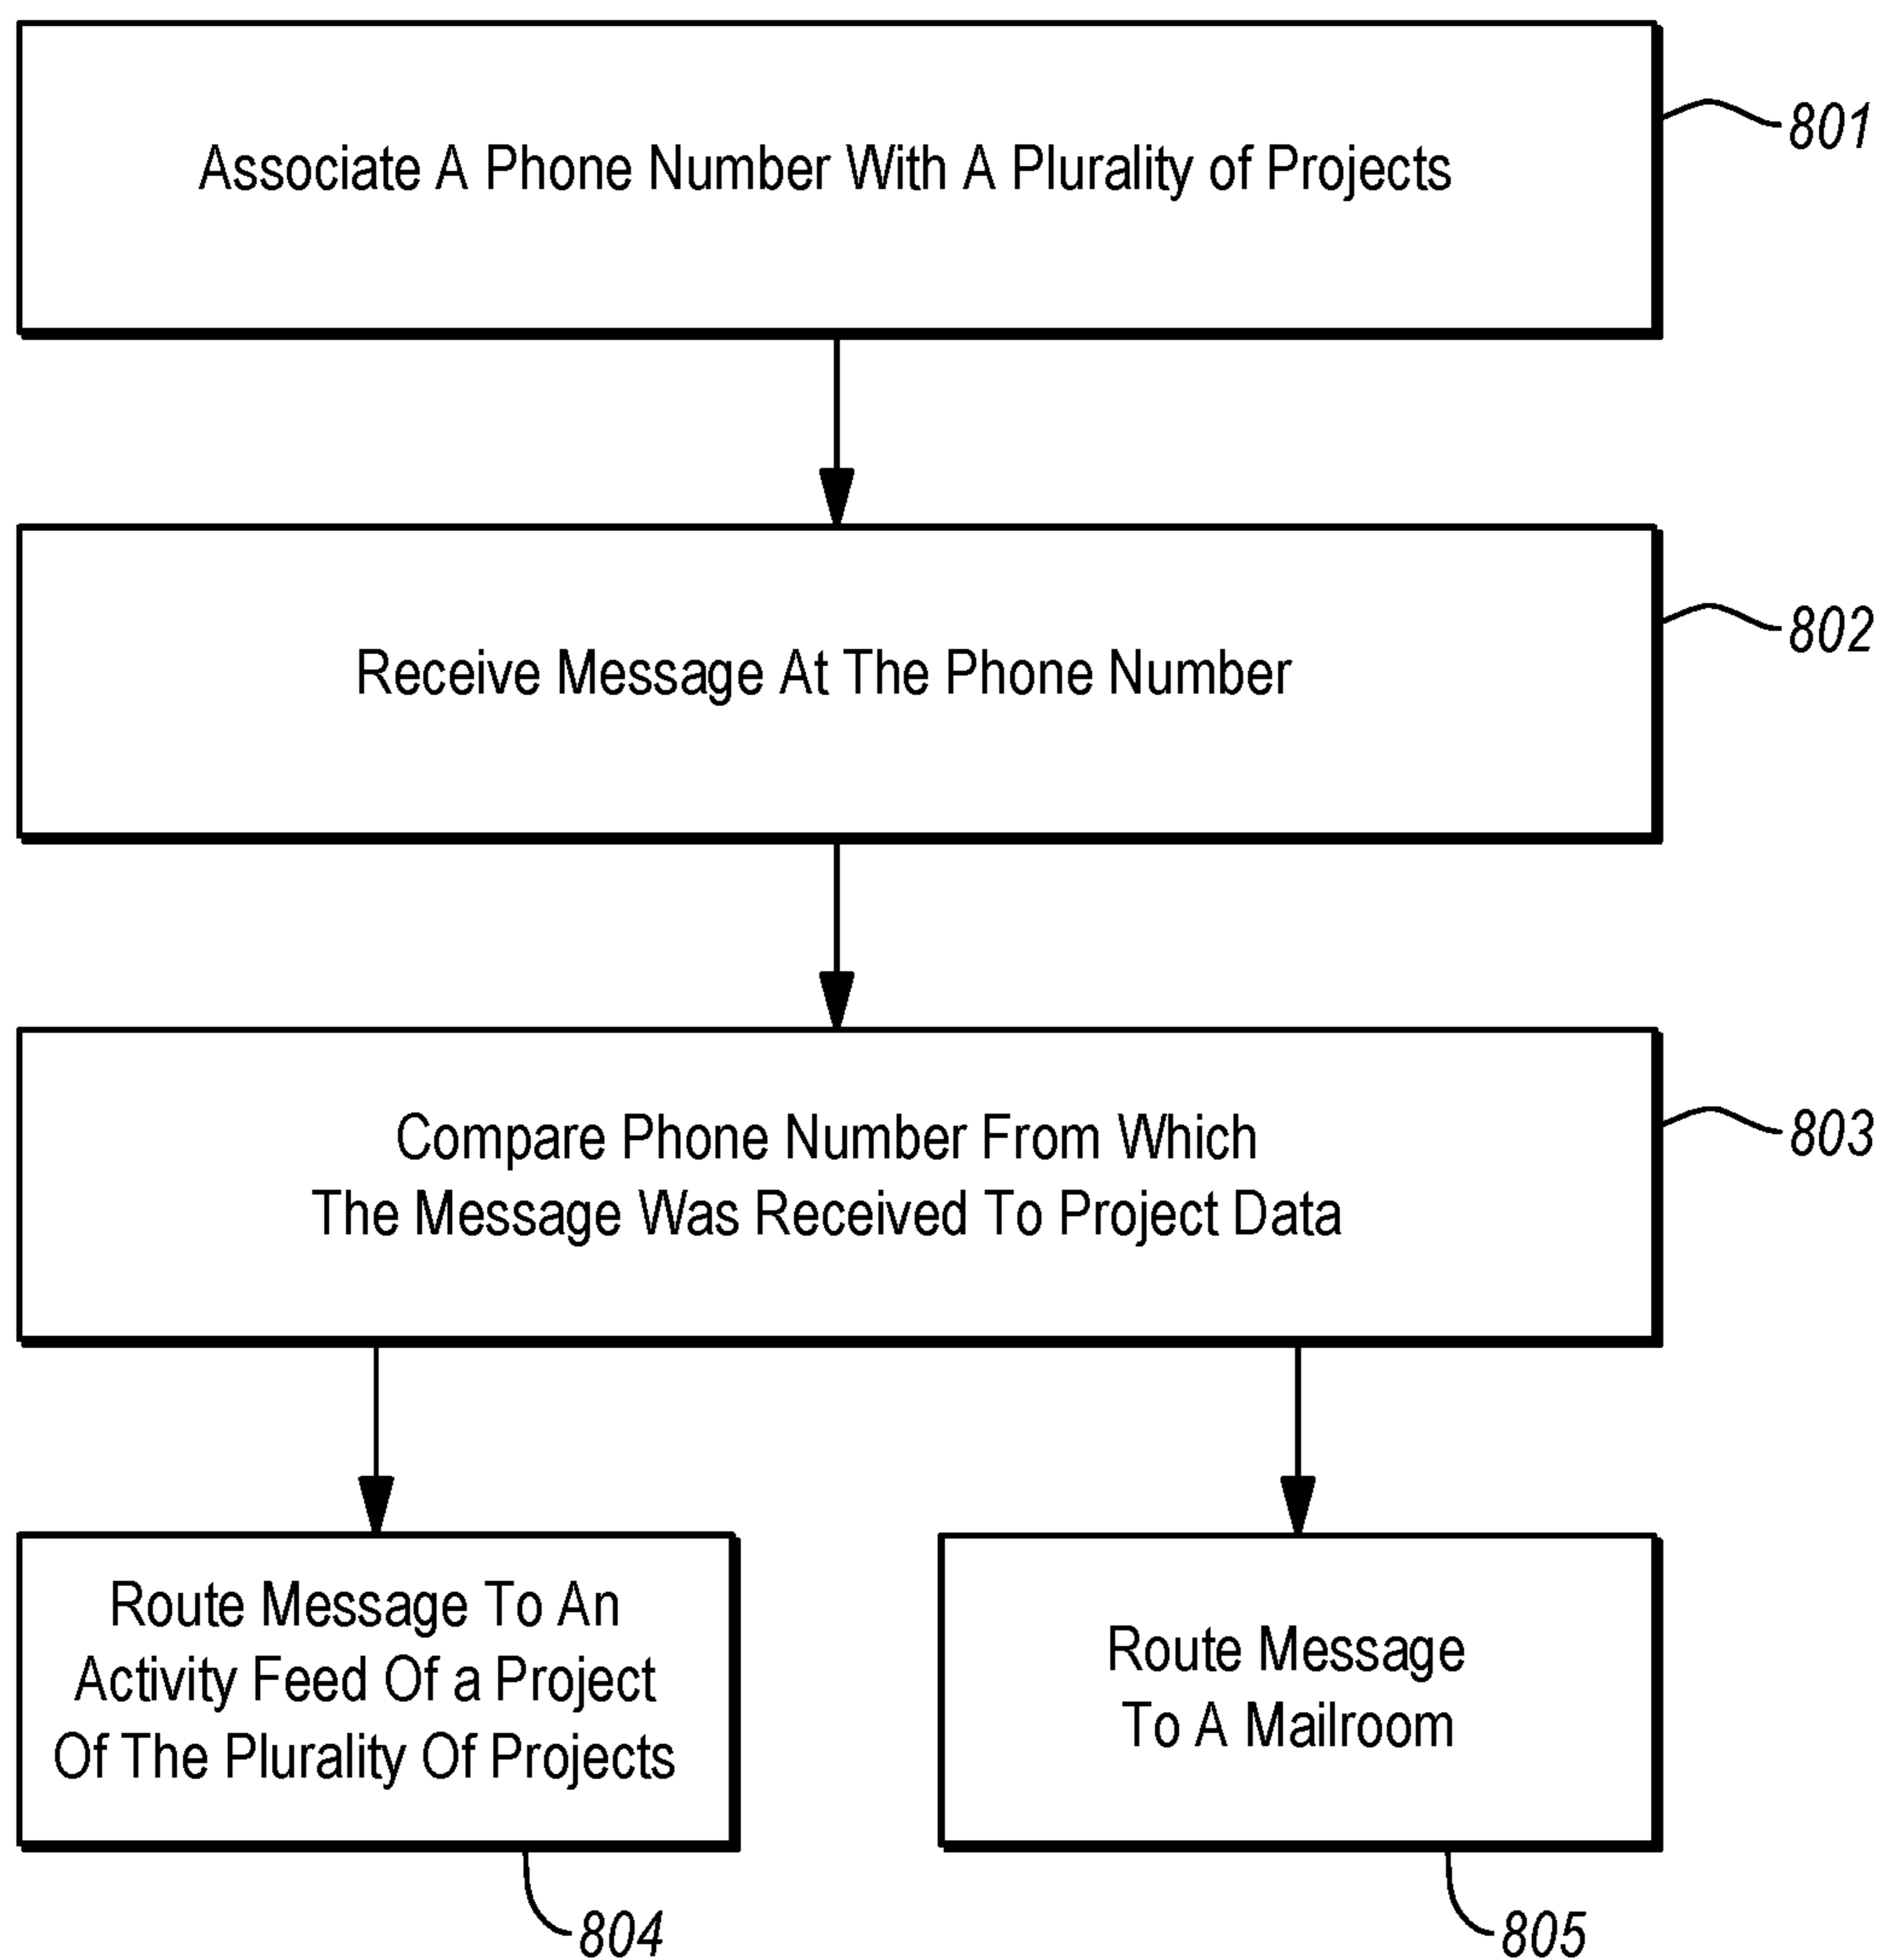 Associate A Phone Number With A Plurality of Projects
801
Receive Message At The Phone Number
802
Compare Phone Number From Which
The Message Was Received To Project Data
803
Route Message To An
Activity Feed Of a Project
Of The Plurality Of Projects
804
Route Message
To A Mailroom
805